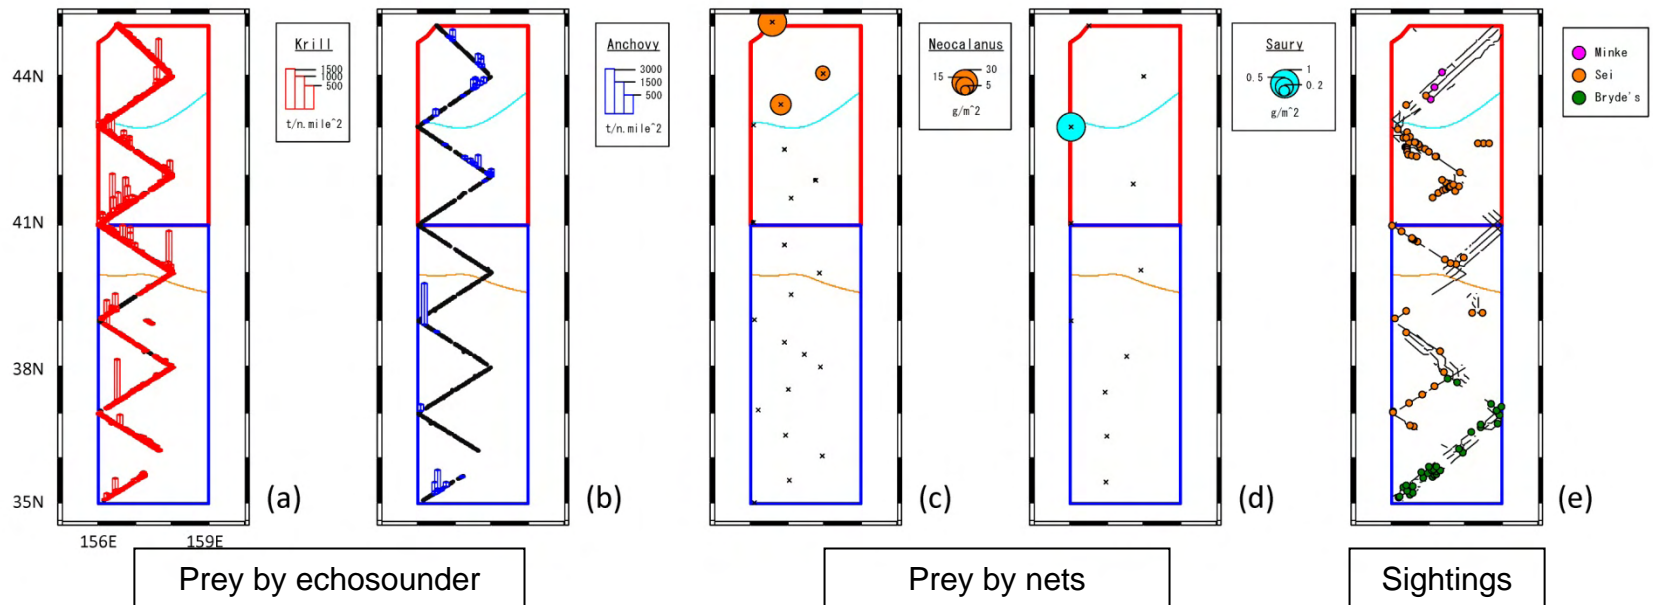 Krill
1500
1000
500
t/n.mile^2
Anchovy
3000
1500
500
t/n.mile^2
Neocalanus
30
15
5
g/m^2
Saury
1
0.5
0.2
g/m^2
Minke
Sei
Bryde's
44N
41N
38N
35N
156E
159E
(a)
(b)
(c)
(d)
(e)
Prey by echosounder
Prey by nets
Sightings